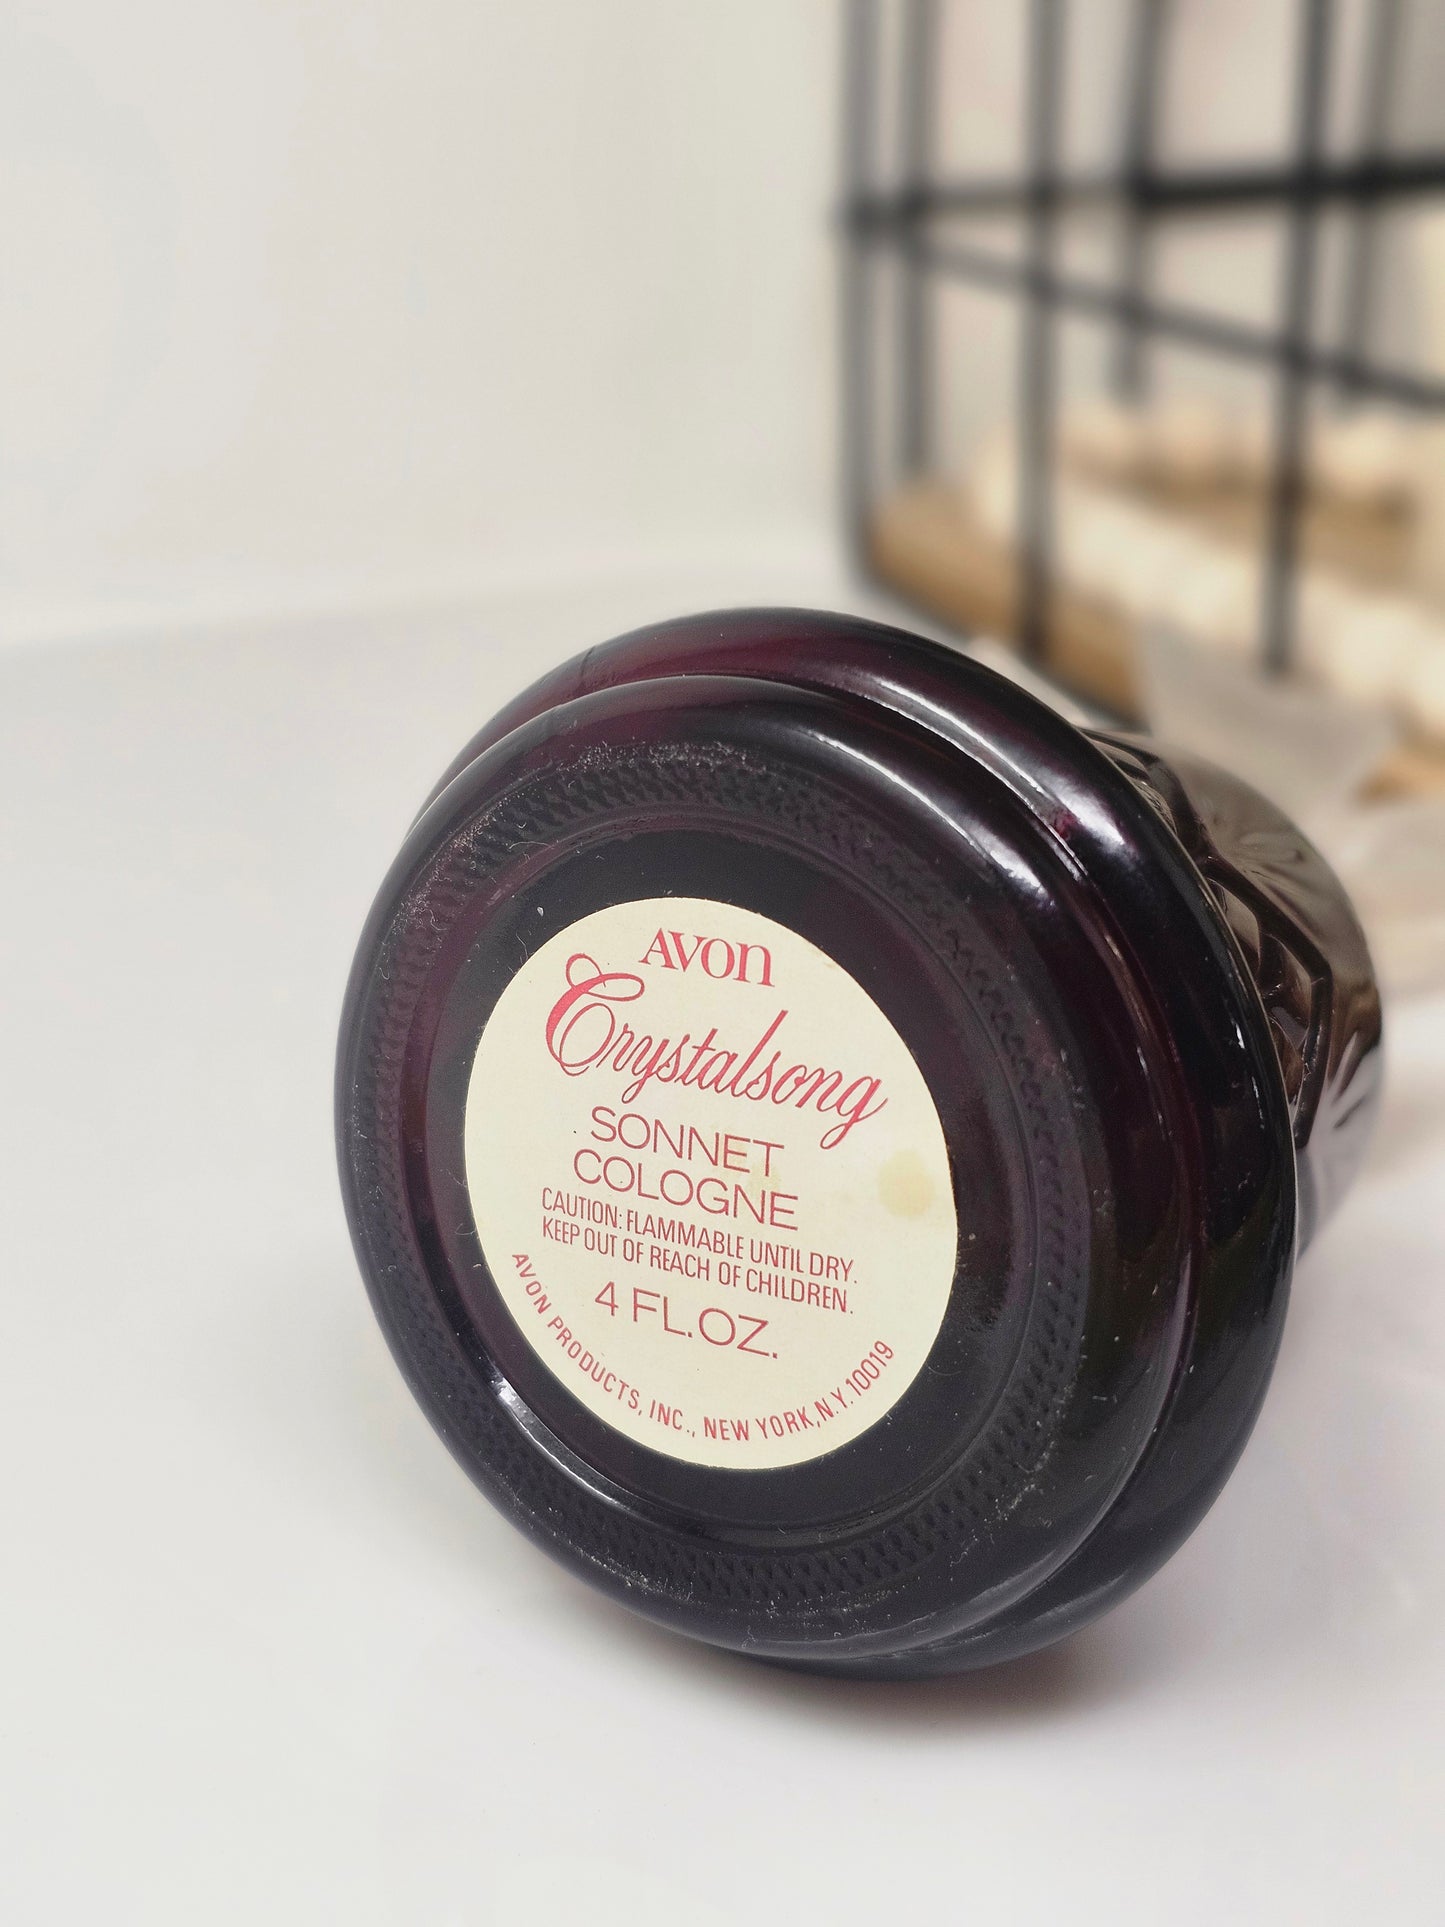 AVON
Crystalsong
SONNET
COLOGNE
CAUTION: FLAMMABLE UNTIL DRY.
KEEP OUT OF REACH OF CHILDREN.
4 FL. OZ.
AVON PRODUCTS, INC., NEW YORK, N.Y. 10019